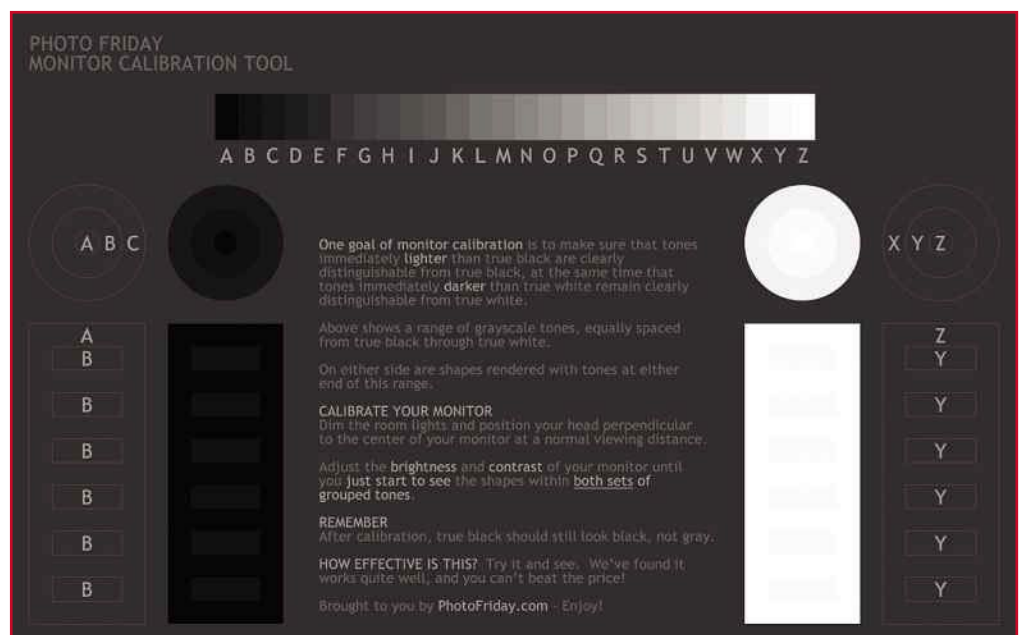 PHOTO FRIDAY
MONITOR CALIBRATION TOOL
A B C D E F G H I J K L M N O P Q R S T U V W X Y Z
A B C
X Y Z
One goal of monitor calibration is to make sure that tones
immediately lighter than true black are clearly
distinguishable from true black, at the same time that
tones immediately darker than true white remain clearly
distinguishable from true white.
Above shows a range of grayscale tones, equally spaced
from true black through true white.
On either side are shapes rendered with tones at either
end of this range.
CALIBRATE YOUR MONITOR
Dim the room lights and position your head perpendicular
to the center of your monitor at a normal viewing distance.
Adjust the brightness and contrast of your monitor until
you just start to see the shapes within both sets of
grouped tones.
REMEMBER
After calibration, true black should still look black, not gray.
HOW EFFECTIVE IS THIS? Try it and see. We've found it
works quite well, and you can't beat the price!
Brought to you by PhotoFriday.com - Enjoy!
A
B
B
B
B
B
B
Z
Y
Y
Y
Y
Y
Y